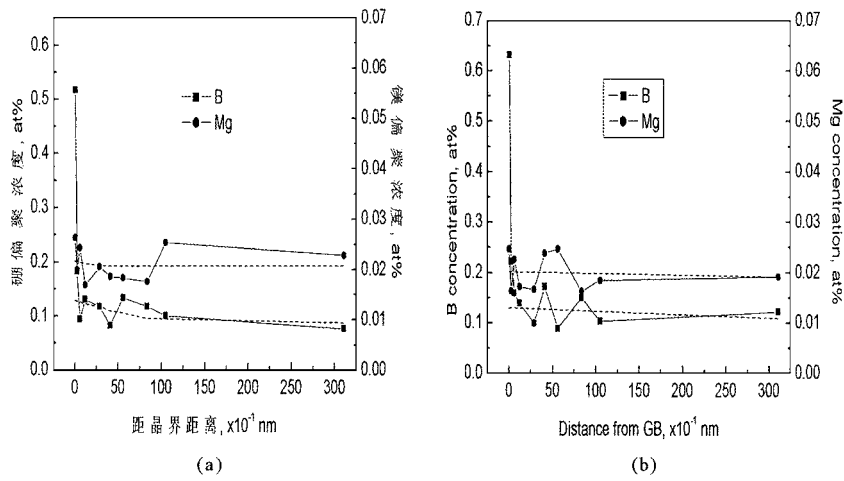 0.6
0.5
0.4
0.3
0.2
0.1
0.0
硼偏聚浓度, at%
B
Mg
0.07
0.06
0.05
0.04
0.03
0.02
0.01
0.00
镁偏聚浓度, at%
0 50 100 150 200 250 300
距晶界距离, x10⁻¹ nm
(a)
0.7
0.6
0.5
0.4
0.3
0.2
0.1
0.0
B concentration, at%
B
Mg
0.07
0.06
0.05
0.04
0.03
0.02
0.01
0.00
Mg concentration, at%
0 50 100 150 200 250 300
Distance from GB, x10⁻¹ nm
(b)